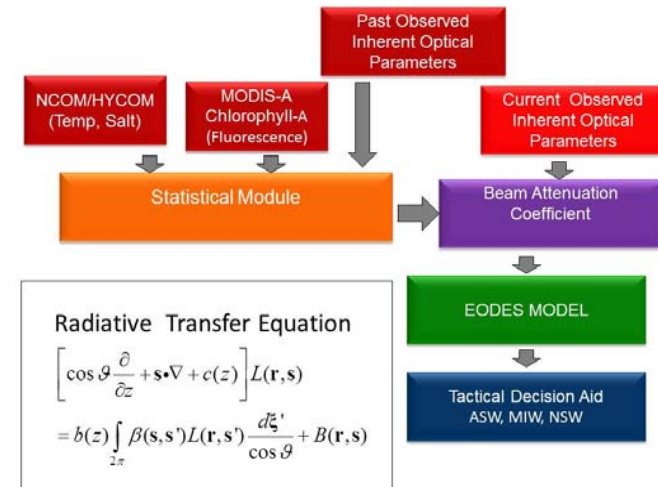 Past Observed
Inherent Optical
Parameters
NCOM/HYCOM
(Temp, Salt)
MODIS-A
Chlorophyll-A
(Fluorescence)
Current Observed
Inherent Optical
Parameters
Statistical Module
Beam Attenuation
Coefficient
EODES MODEL
Tactical Decision Aid
ASW, MIW, NSW
Radiative Transfer Equation
[cos ϑ ∂/∂z + s•∇ + c(z)] L(r,s)
= b(z) ∫2π β(s,s')L(r,s') dξ'/cos ϑ + B(r,s)